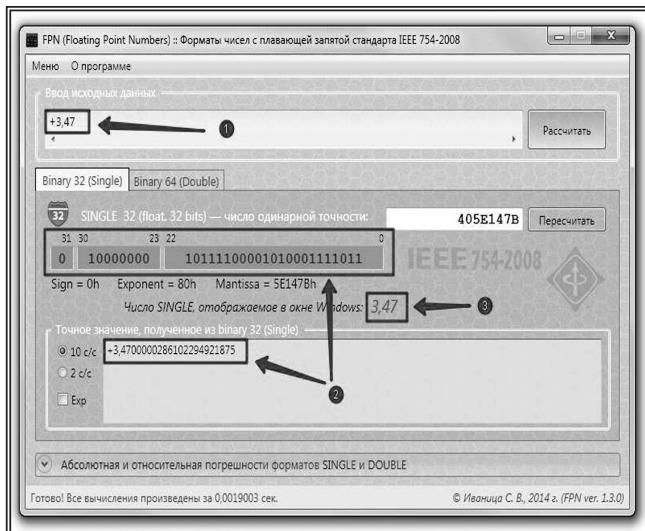 FPN (Floating Point Numbers) :: Форматы чисел с плавающей запятой стандарта IEEE 754-2008
Меню О программе
Ввод исходных данных
+3,47
1
Рассчитать
Binary 32 (Single) Binary 64 (Double)
32 SINGLE 32 (float, 32 bits) — число одинарной точности: 405E147B Пересчитать
31 30 23 22 0
0 10000000 10111100001010001111011
IEEE 754-2008
Sign = 0h Exponent = 80h Mantissa = 5E147Bh
Число SINGLE, отображаемое в окне Windows: 3,47 3
Точное значение, полученное из binary 32 (Single)
10 с/с +3,4700000286102294921875
2 с/с
2
Exp
Абсолютная и относительная погрешности форматов SINGLE и DOUBLE
Готово! Все вычисления произведены за 0,0019003 сек. © Иваница С. В., 2014 г. (FPN ver. 1.3.0)